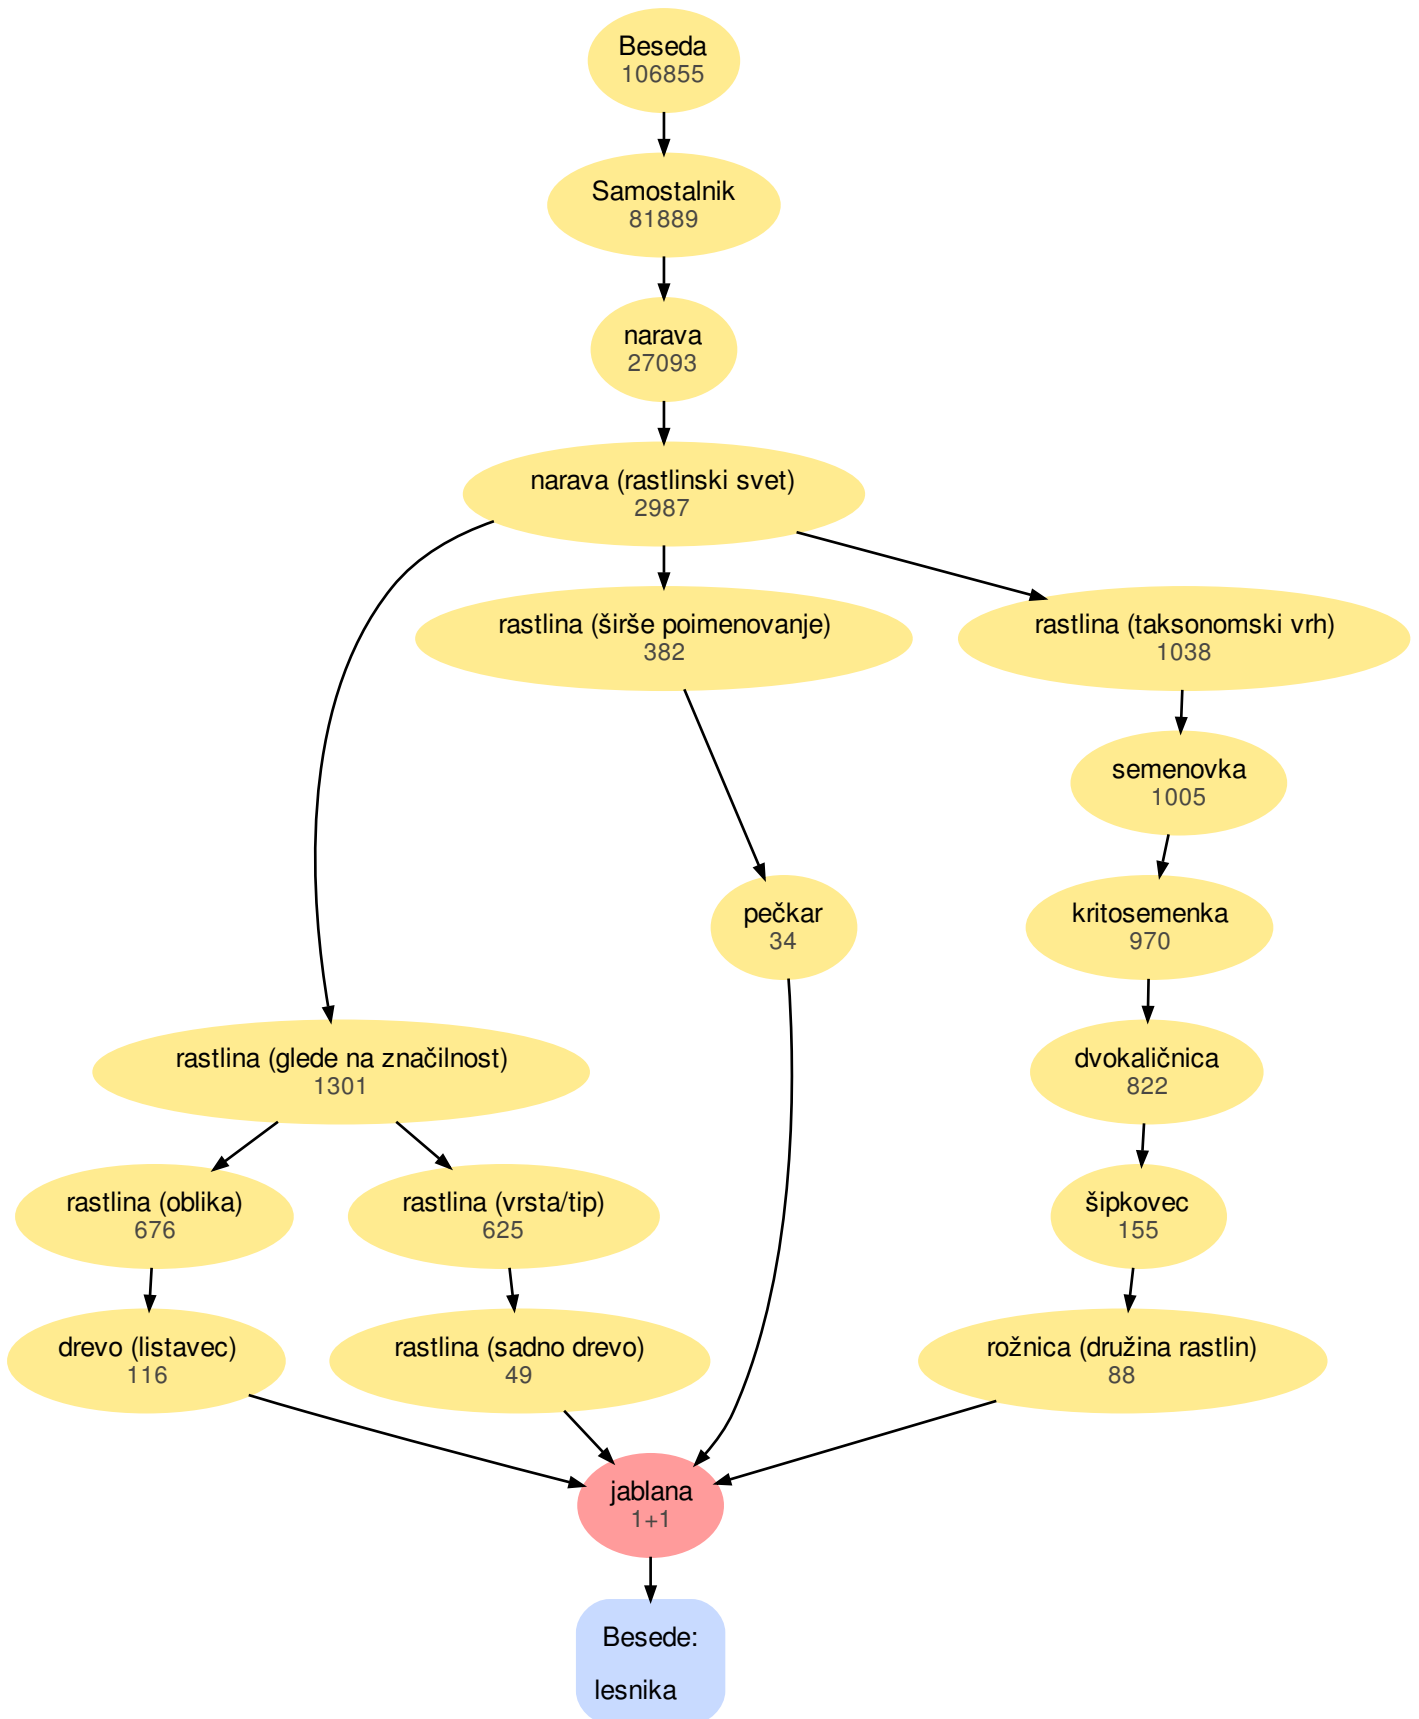 Beseda
106855
Samostalnik
81889
narava
27093
narava (rastlinski svet)
2987
rastlina (širše poimenovanje)
382
rastlina (taksonomski vrh)
1038
semenovka
1005
pečkar
34
kritosemenka
970
rastlina (glede na značilnost)
1301
dvokaličnica
822
rastlina (oblika)
676
rastlina (vrsta/tip)
625
šipkovec
155
drevo (listavec)
116
rastlina (sadno drevo)
49
rožnica (družina rastlin)
88
jablana
1+1
Besede:
lesnika